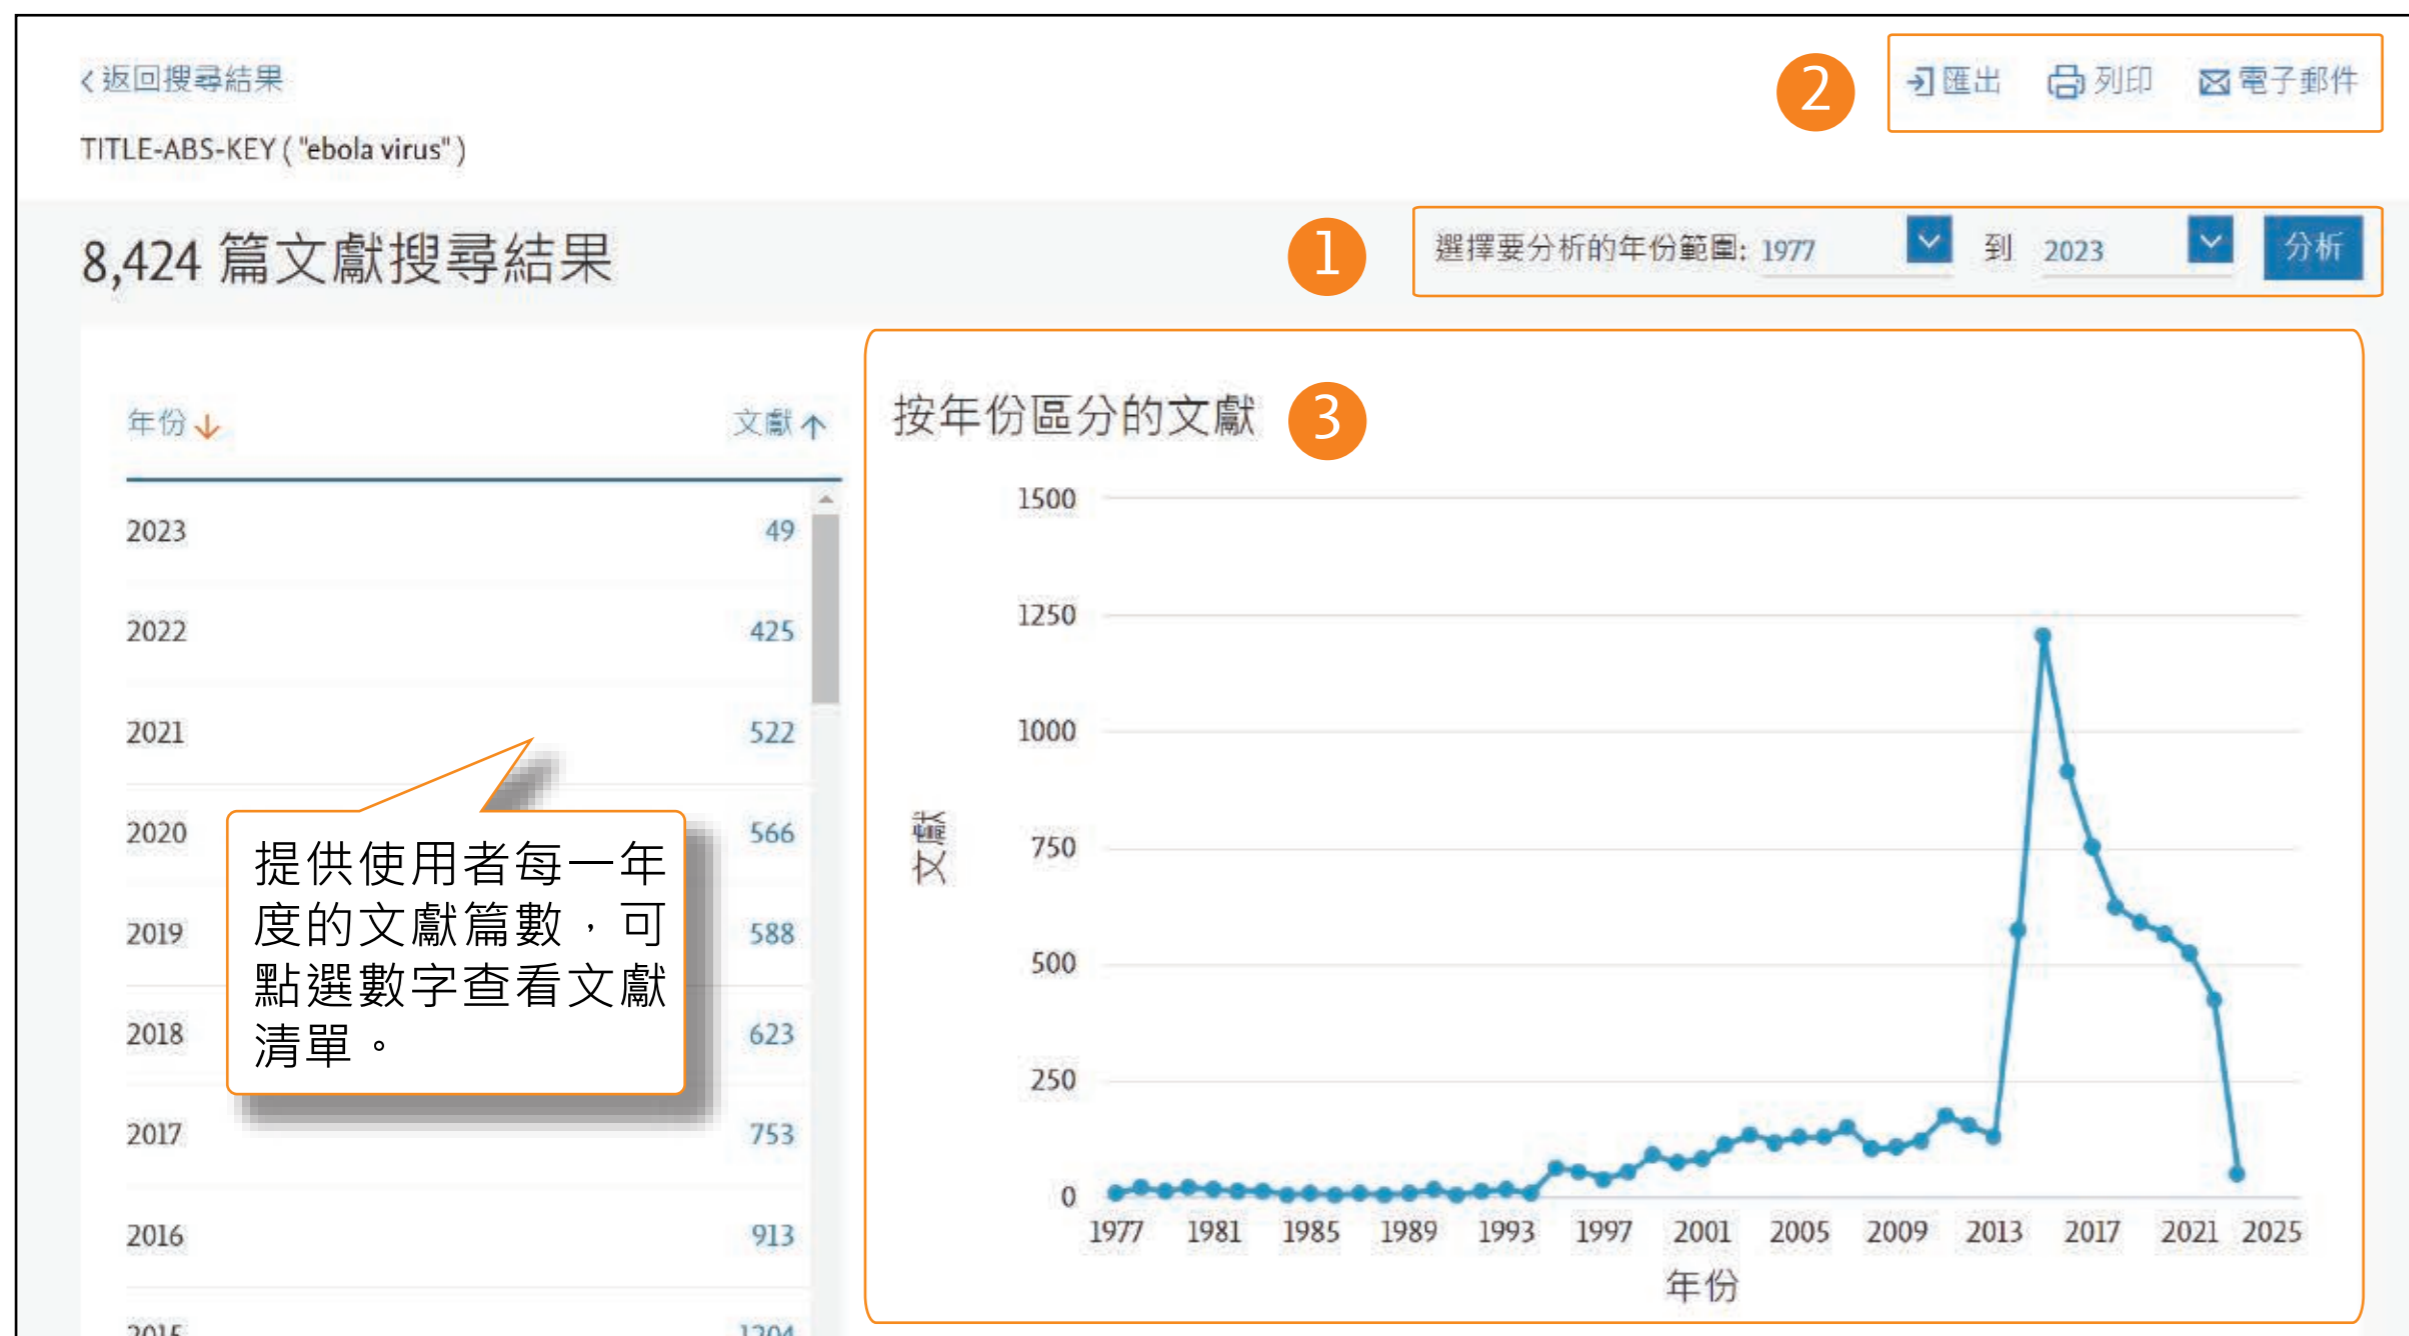 返回搜尋結果
2
匯出 列印 電子郵件
TITLE-ABS-KEY ( "ebola virus" )
8,424 篇文獻搜尋結果
1
選擇要分析的年份範圍: 1977 到 2023 分析
年份 文獻
2023 49
2022 425
2021 522
2020 566
2019 588
2018 623
2017 753
2016 913
2015 1204
提供使用者每一年
度的文獻篇數，可
點選數字查看文獻
清單。
按年份區分的文獻
3
1500
1250
1000
750
500
250
0
文獻
1977 1981 1985 1989 1993 1997 2001 2005 2009 2013 2017 2021 2025
年份